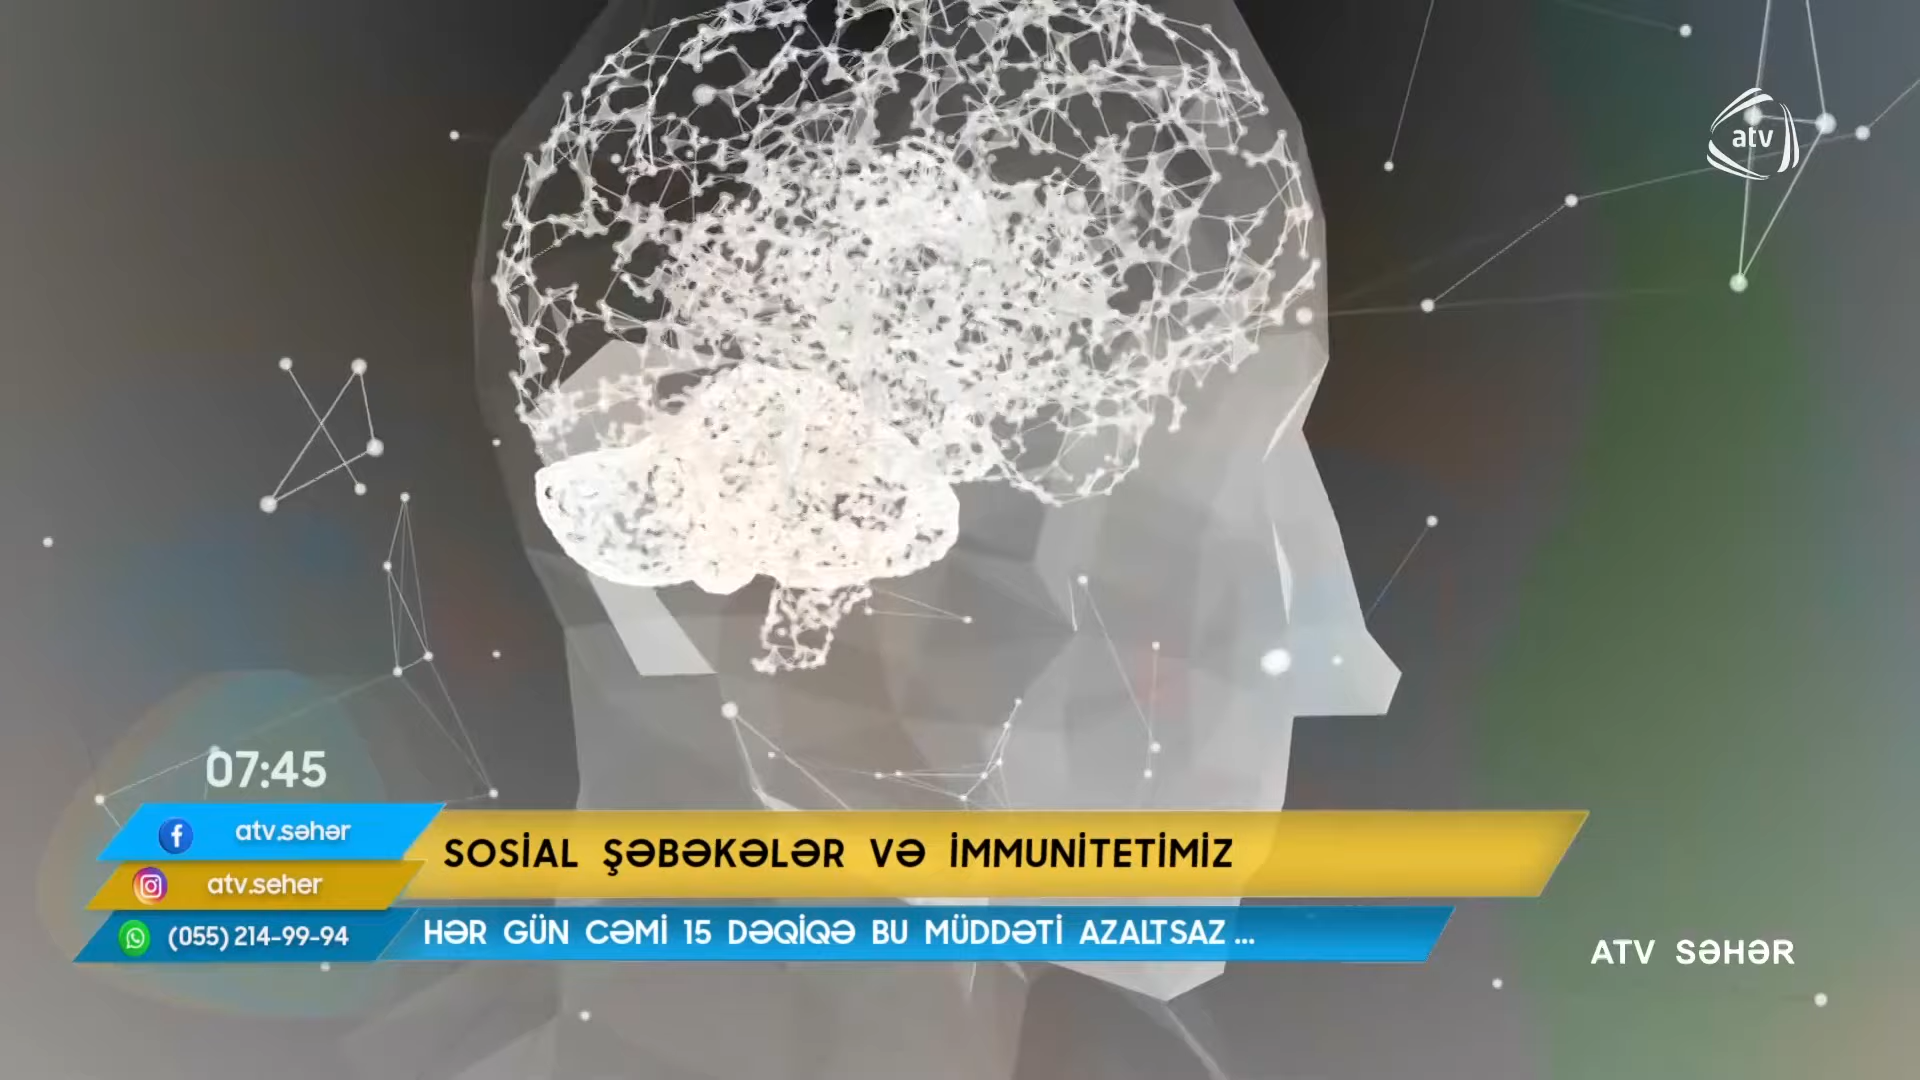 atv
07:45
atv.səhər
atv.seher
(055) 214-99-94
SOSİAL ŞƏBƏKƏLƏR VƏ İMMUNİTETİMİZ
HƏR GÜN CƏMİ 15 DƏQİQƏ BU MÜDDƏTİ AZALTSAZ ...
ATV SƏHƏR